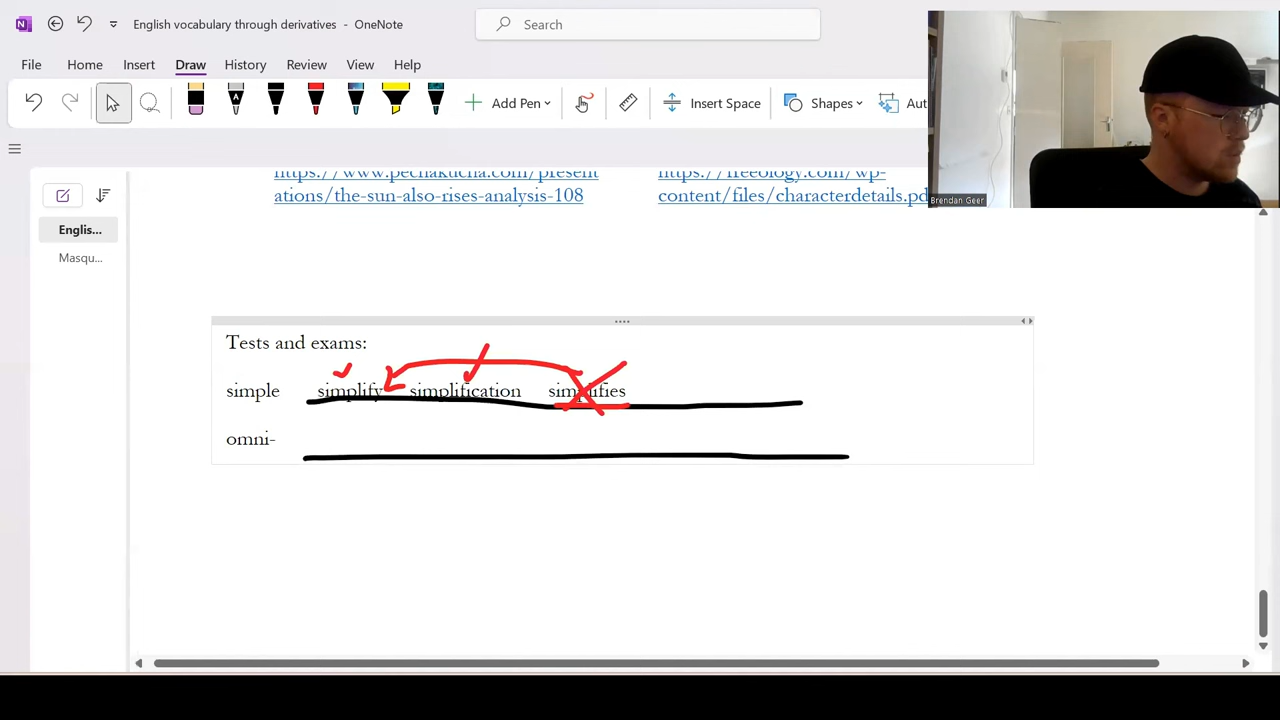 English vocabulary through derivatives - OneNote
Search
File Home Insert Draw History Review View Help
A Add Pen Insert Space Shapes Aut
Brendan Geer
https://www.pechakucha.com/present
ations/the-sun-also-rises-analysis-108
https://freeology.com/wp-
content/files/characterdetails.pd
Englis...
Masqu...
Tests and exams:
simple simplify simplification simplifies
omni-